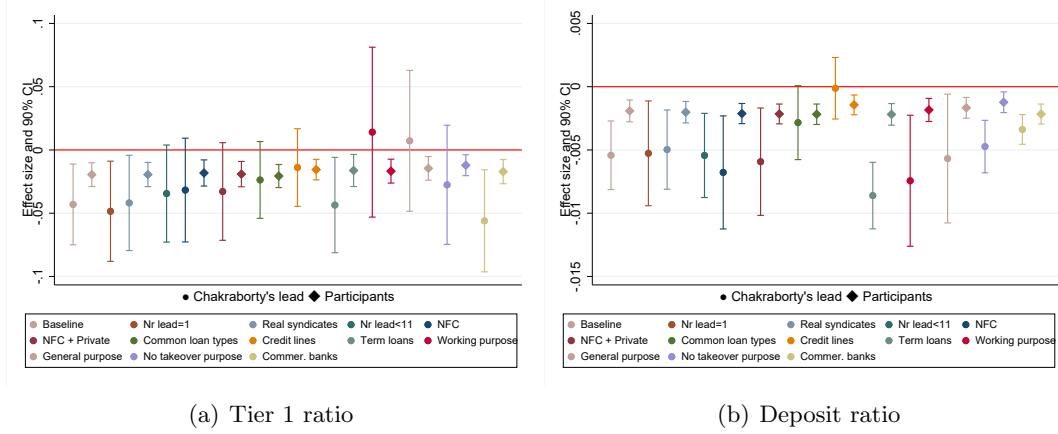 .1
.05
0
-.05
-.1
Effect size and 90% CI
● Chakraborty's lead ◆ Participants
Baseline Nr lead=1 Real syndicates Nr lead<11 NFC
NFC + Private Common loan types Credit lines Term loans Working purpose
General purpose No takeover purpose Commer. banks
(a) Tier 1 ratio
.005
0
-.005
-.01
-.015
Effect size and 90% CI
● Chakraborty's lead ◆ Participants
Baseline Nr lead=1 Real syndicates Nr lead<11 NFC
NFC + Private Common loan types Credit lines Term loans Working purpose
General purpose No takeover purpose Commer. banks
(b) Deposit ratio